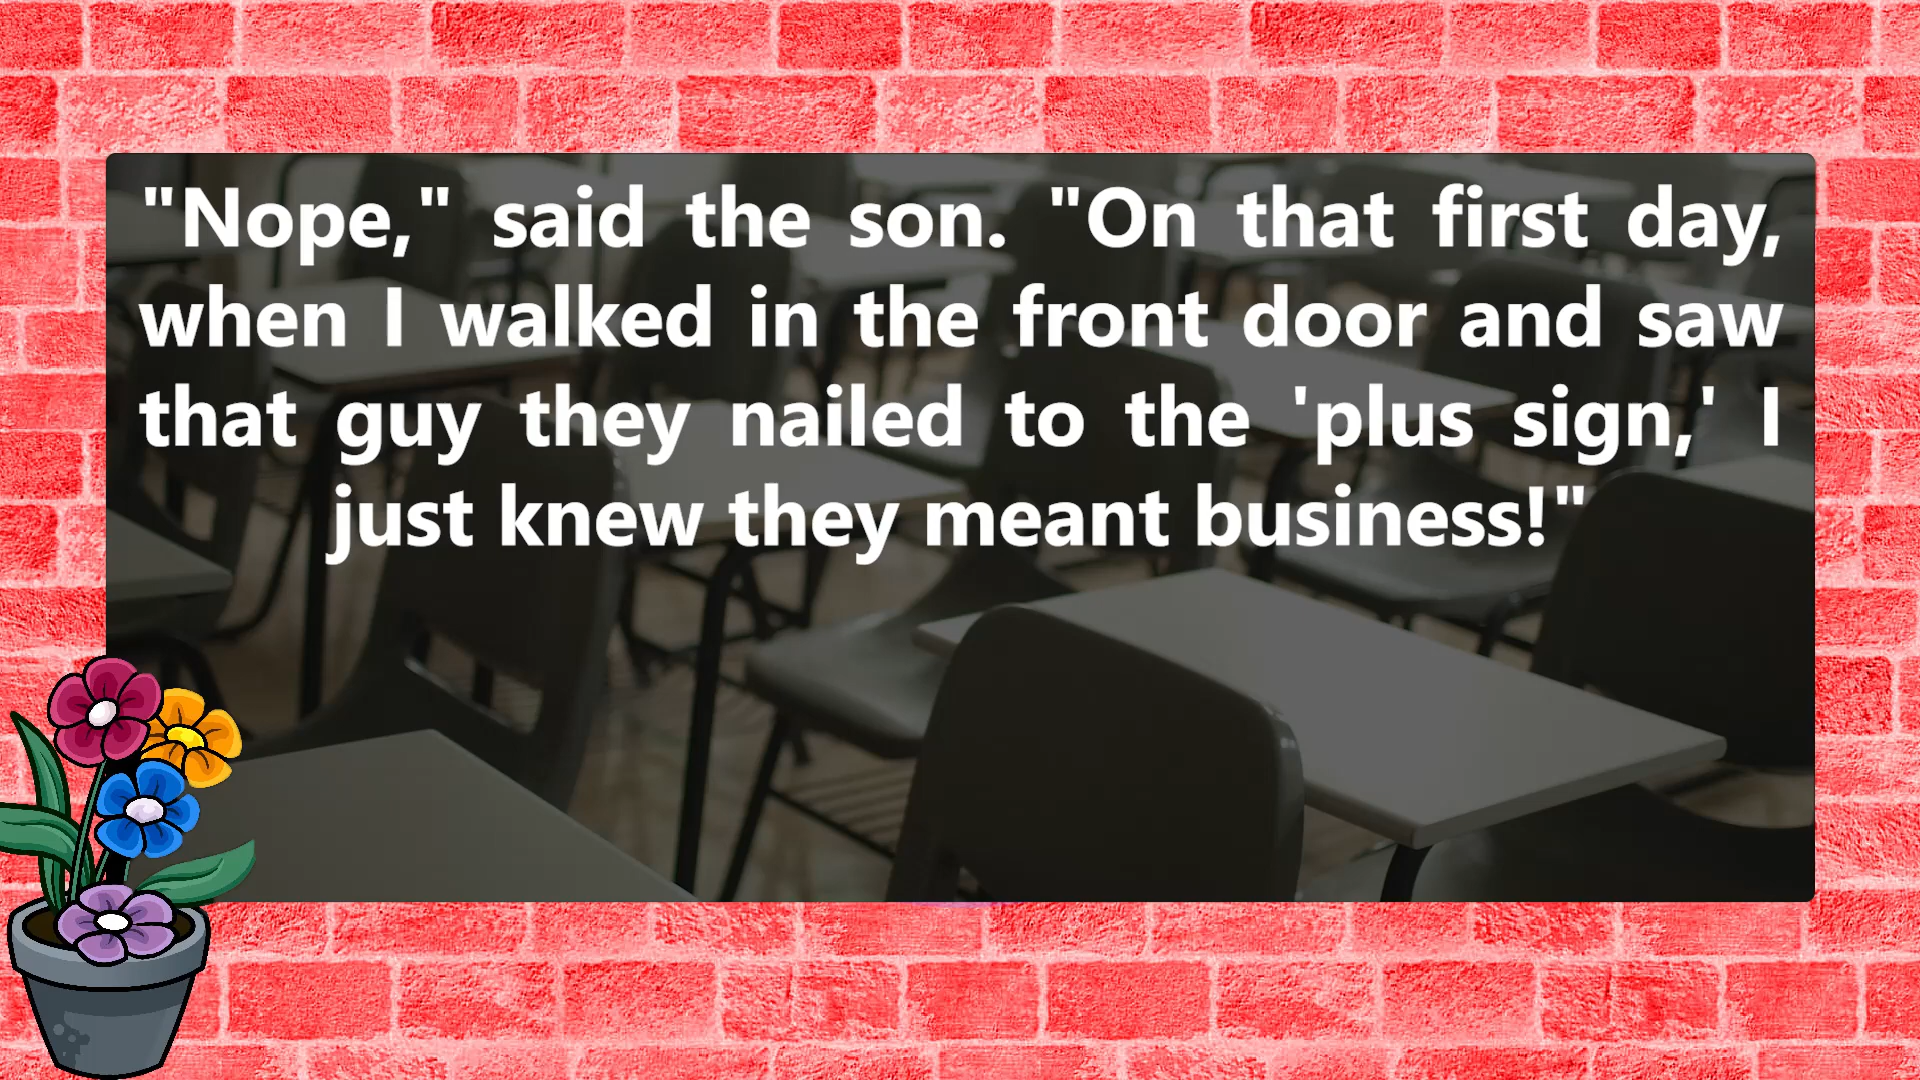 "Nope," said the son. "On that first day,
when I walked in the front door and saw
that guy they nailed to the 'plus sign,' I
just knew they meant business!"